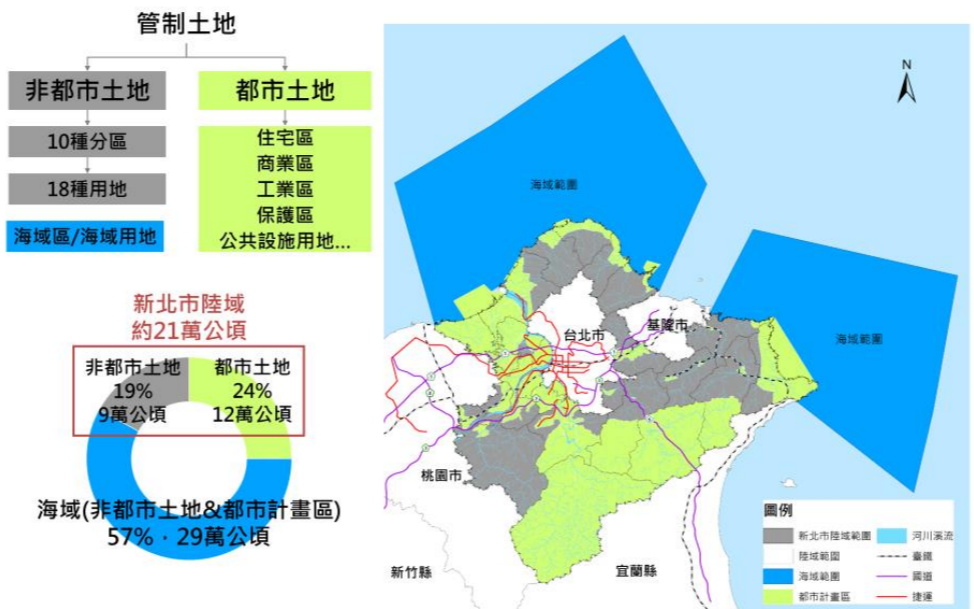 管制土地
非都市土地
都市土地
10種分區
18種用地
海域區/海域用地
住宅區
商業區
工業區
保護區
公共設施用地...
新北市陸域
約21萬公頃
非都市土地
19%
9萬公頃
都市土地
24%
12萬公頃
海域(非都市土地&都市計畫區)
57%，29萬公頃
N
海域範圍
海域範圍
台北市
基隆市
桃園市
新竹縣
宜蘭縣
圖例
新北市陸域範圍
陸域範圍
海域範圍
都市計畫區
河川溪流
臺鐵
國道
捷運